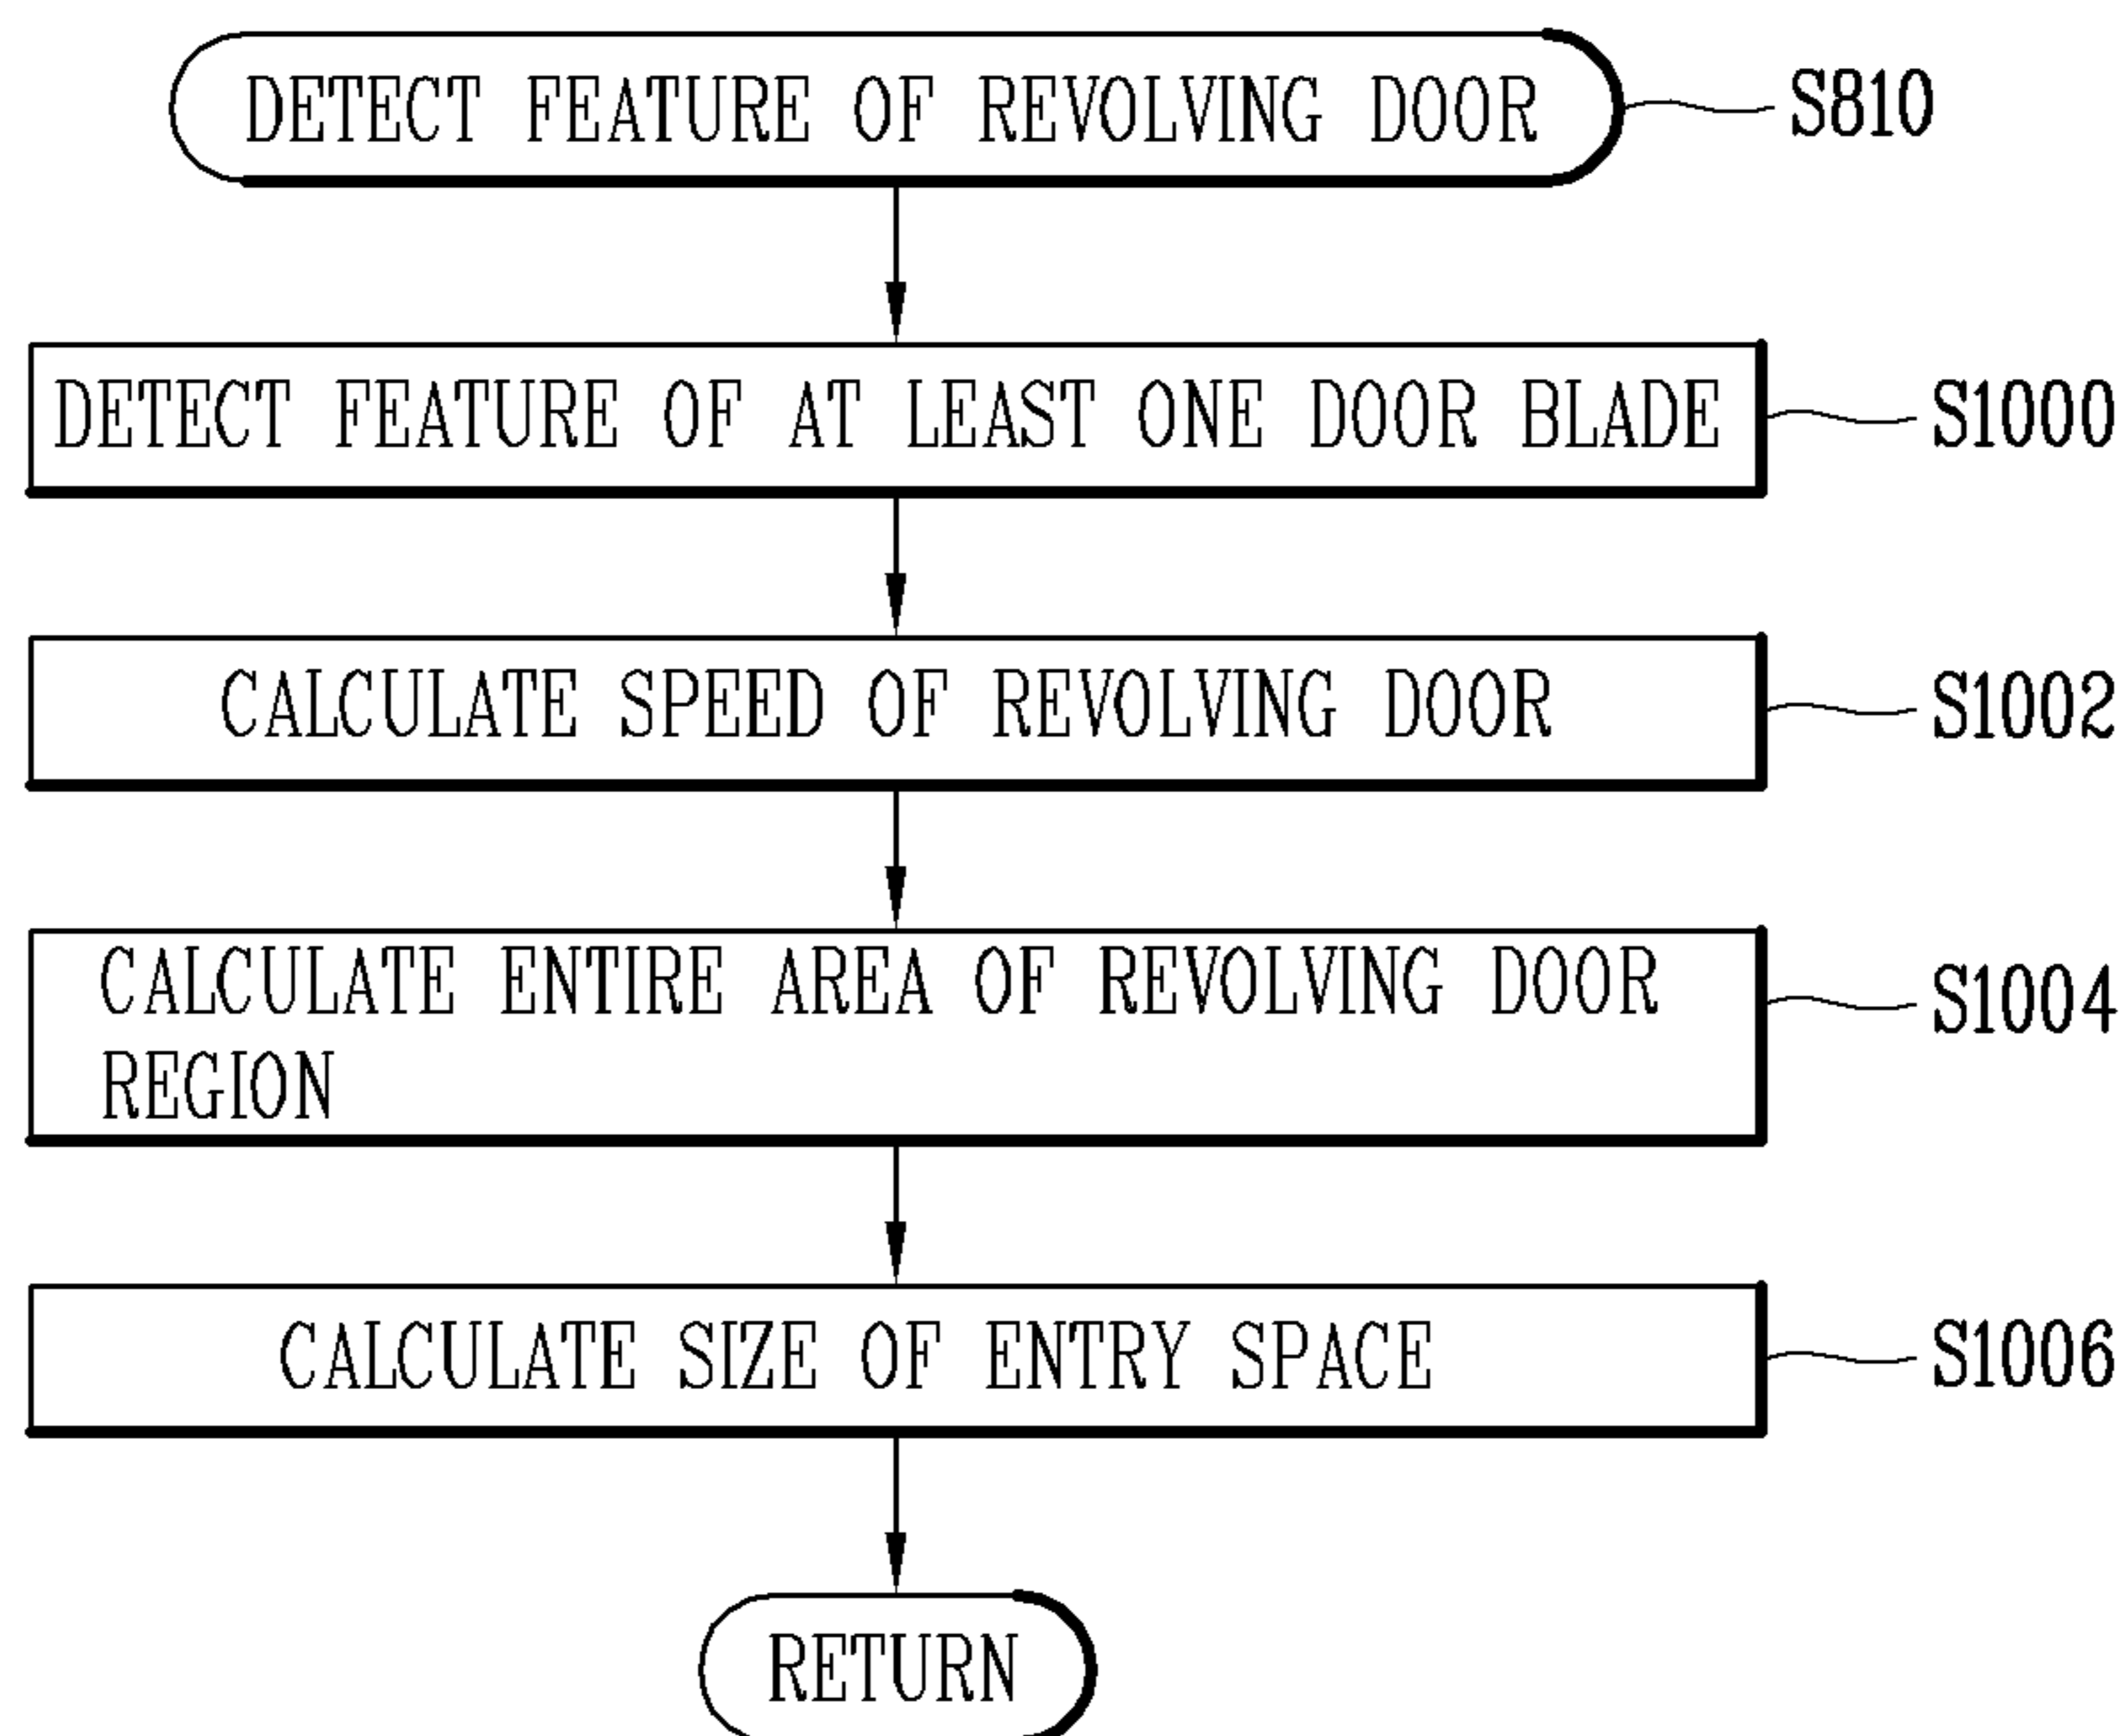 DETECT FEATURE OF REVOLVING DOOR
S810
DETECT FEATURE OF AT LEAST ONE DOOR BLADE
S1000
CALCULATE SPEED OF REVOLVING DOOR
S1002
CALCULATE ENTIRE AREA OF REVOLVING DOOR
REGION
S1004
CALCULATE SIZE OF ENTRY SPACE
S1006
RETURN